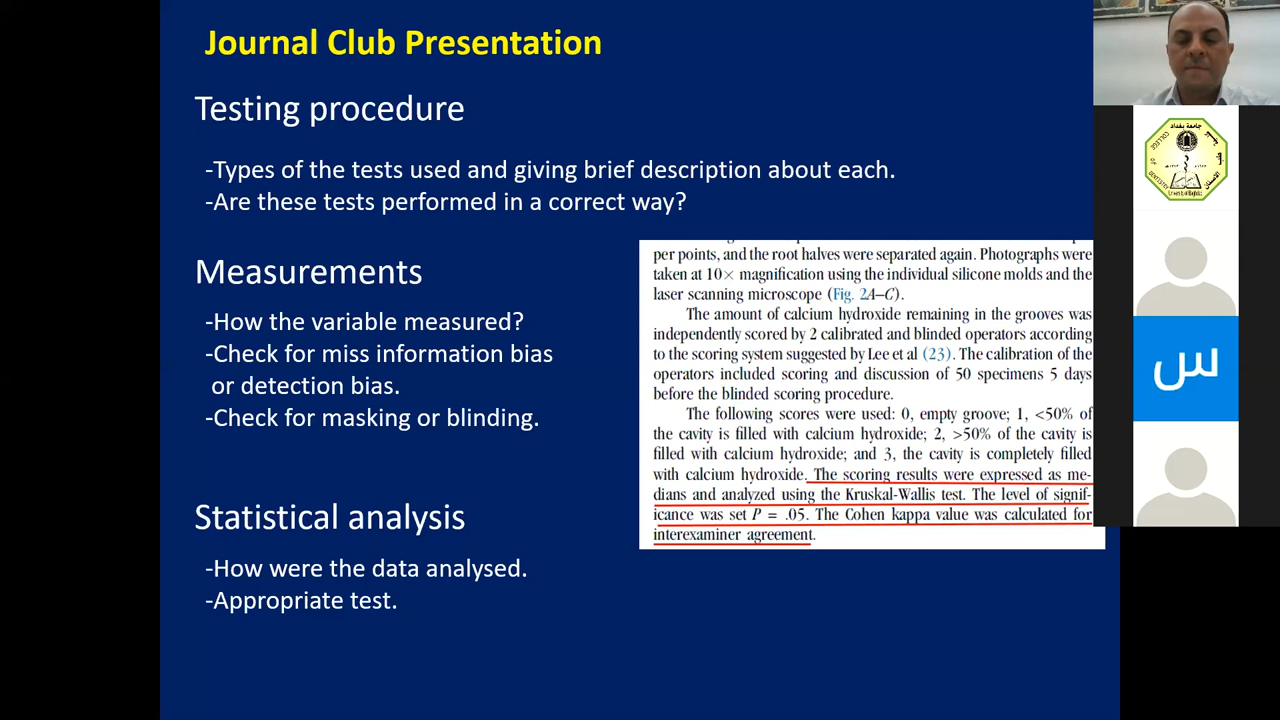 Journal Club Presentation
Testing procedure
-Types of the tests used and giving brief description about each.
-Are these tests performed in a correct way?
Measurements
-How the variable measured?
-Check for miss information bias
or detection bias.
-Check for masking or blinding.
Statistical analysis
-How were the data analysed.
-Appropriate test.
per points, and the root halves were separated again. Photographs were
taken at 10× magnification using the individual silicone molds and the
laser scanning microscope (Fig. 2A–C).
The amount of calcium hydroxide remaining in the grooves was
independently scored by 2 calibrated and blinded operators according
to the scoring system suggested by Lee et al (23). The calibration of the
operators included scoring and discussion of 50 specimens 5 days
before the blinded scoring procedure.
The following scores were used: 0, empty groove; 1, <50% of
the cavity is filled with calcium hydroxide; 2, >50% of the cavity is
filled with calcium hydroxide; and 3, the cavity is completely filled
with calcium hydroxide. The scoring results were expressed as me-
dians and analyzed using the Kruskal-Wallis test. The level of signif-
icance was set P = .05. The Cohen kappa value was calculated for
interexaminer agreement.
جامعة بغداد
COLLEGE OF DENTISTRY
س